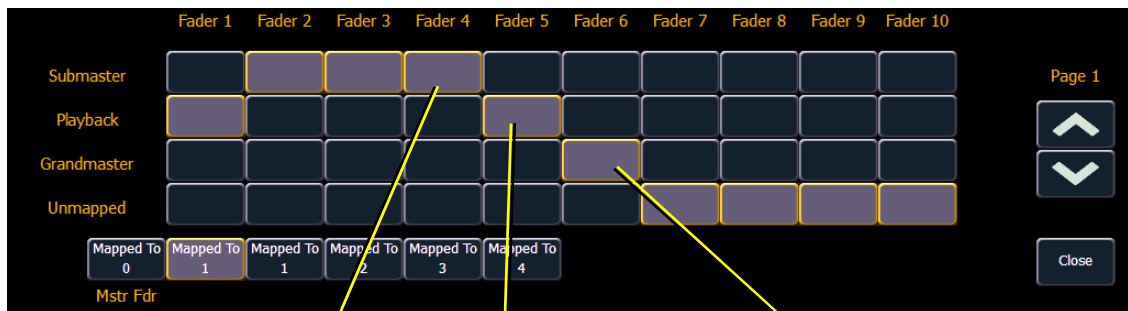 Fader 1 Fader 2 Fader 3 Fader 4 Fader 5 Fader 6 Fader 7 Fader 8 Fader 9 Fader 10
Submaster
Page 1
Playback
Grandmaster
Unmapped
Mapped To Mapped To Mapped To Mapped To Mapped To Mapped To
0 1 1 2 3 4
Close
Mstr Fdr